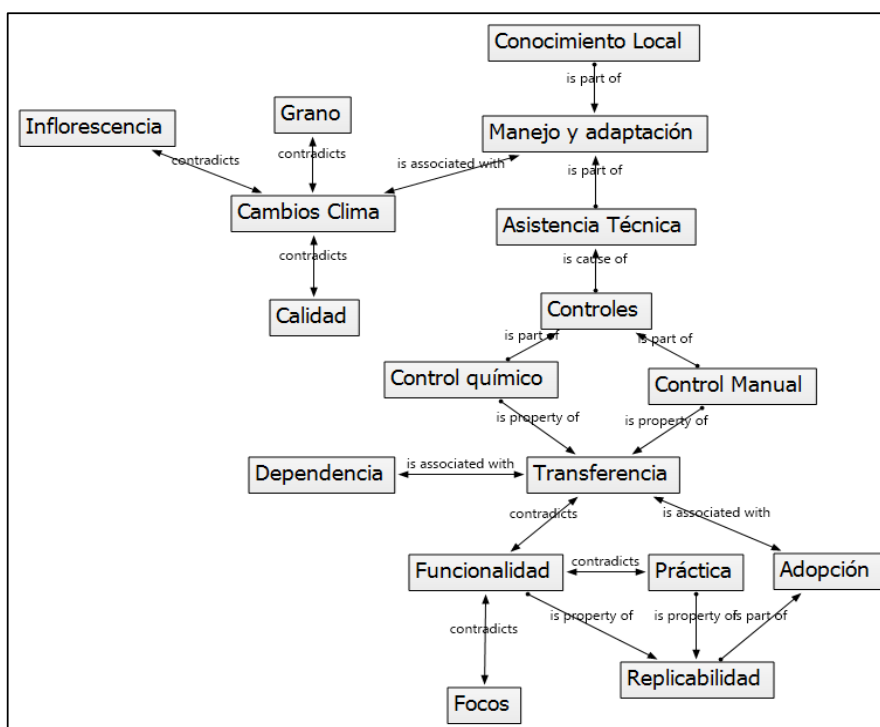 Conocimiento Local
is part of
Grano
Inflorescencia
Manejo y adaptación
contradicts
contradicts
is associated with
is part of
Cambios Clima
Asistencia Técnica
contradicts
is cause of
Calidad
Controles
is part of
is part of
Control químico
Control Manual
is property of
is property of
Dependencia
is associated with
Transferencia
contradicts
is associated with
Funcionalidad
contradicts
Práctica
Adopción
contradicts
is property of
is property of
is part of
Replicabilidad
Focos